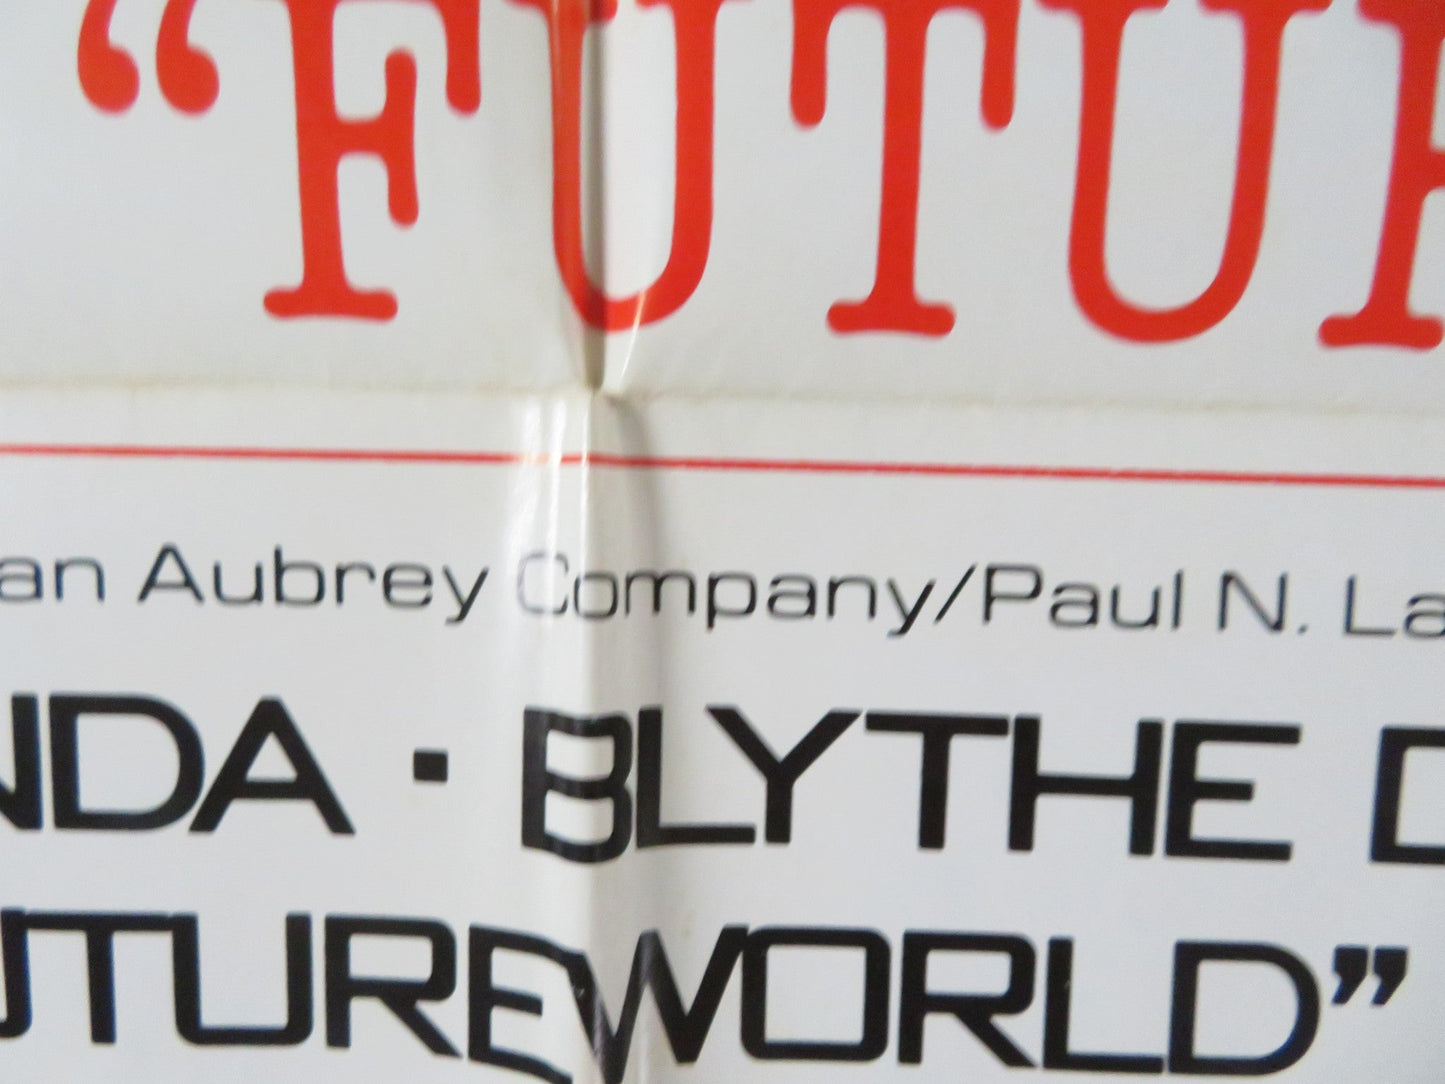 “FUTUR
an Aubrey Company/Paul N. La
NDA · BLYTHE D
UTUREWORLD”